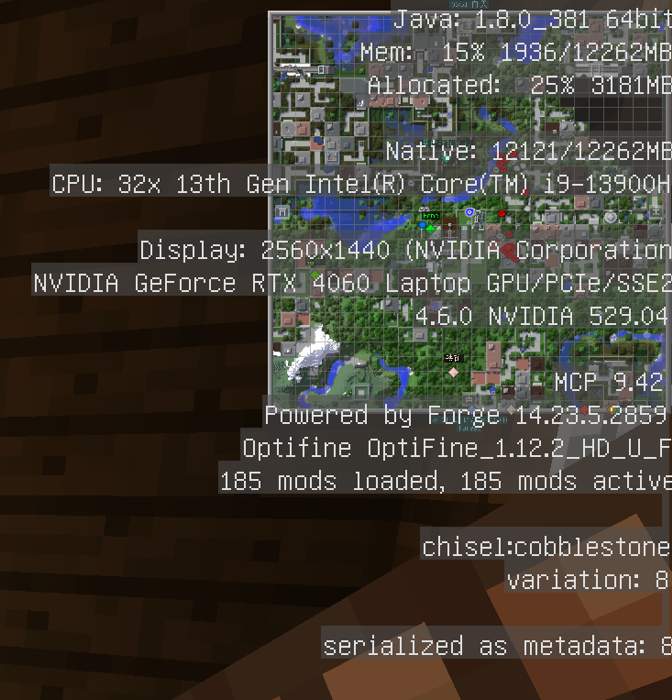 Java: 1.8.0_381 64bit
Mem: 15% 1936/12262MB
Allocated: 25% 3181MB
Native: 12121/12262MB
CPU: 32x 13th Gen Intel(R) Core(TM) i9-13900H
Display: 2560x1440 (NVIDIA Corporation
NVIDIA GeForce RTX 4060 Laptop GPU/PCIe/SSE2
4.6.0 NVIDIA 529.04
MCP 9.42
Powered by Forge 14.23.5.2859
Optifine OptiFine_1.12.2_HD_U_F
185 mods loaded, 185 mods active
chisel:cobblestone
variation: 8
serialized as metadata: 8